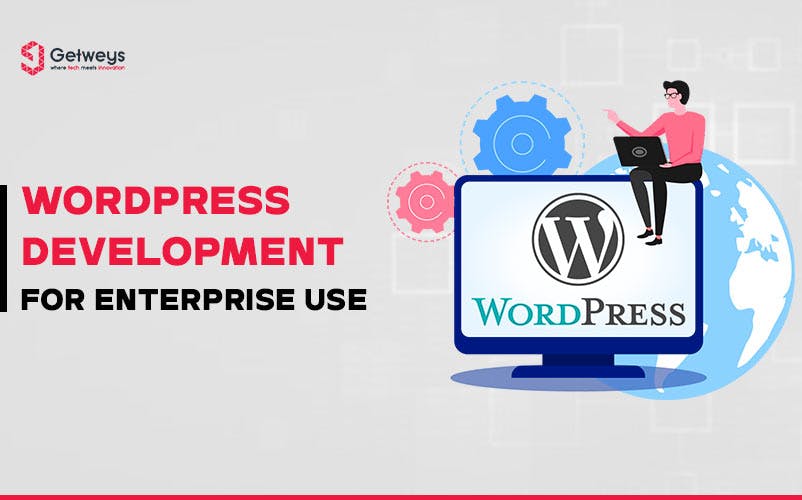 Getweys
where tech meets innovation
WORDPRESS
DEVELOPMENT
FOR ENTERPRISE USE
W
WORDPRESS